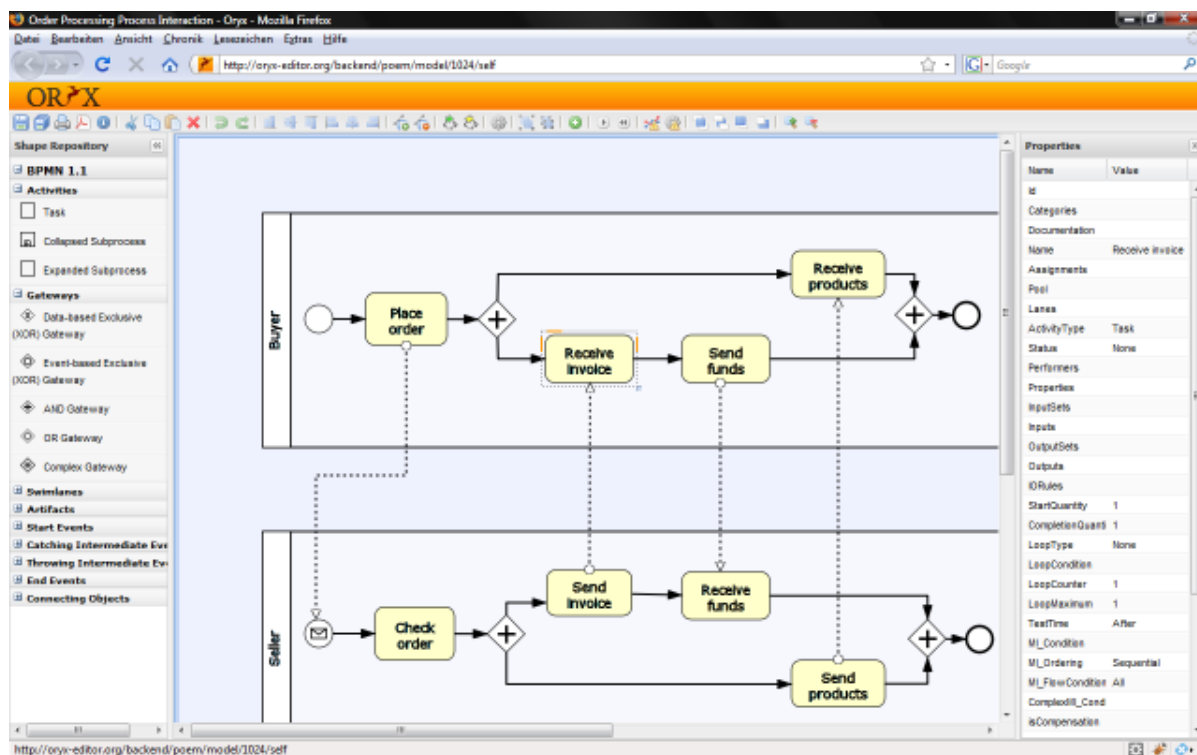 Order Processing Process Interaction - Oryx - Mozilla Firefox
Datei Bearbeiten Ansicht Chronik Lesezeichen Extras Hilfe
http://oryx-editor.org/backend/poem/model/1024/self
G Google
ORYX
Shape Repository
BPMN 1.1
Activities
Task
Collapsed Subprocess
Expanded Subprocess
Gateways
Data-based Exclusive
(XOR) Gateway
Event-based Exclusive
(XOR) Gateway
AND Gateway
OR Gateway
Complex Gateway
Swimlanes
Artifacts
Start Events
Catching Intermediate Eve
Throwing Intermediate Ev
End Events
Connecting Objects
Buyer
Place
order
Receive
products
Receive
invoice
Send
funds
Seller
Check
order
Send
invoice
Receive
funds
Send
products
Properties
Name Value
id
Categories
Documentation
Name Receive invoice
Assignments
Pool
Lanes
ActivityType Task
Status None
Performers
Properties
InputSets
Inputs
OutputSets
Outputs
IORules
StartQuantity 1
CompletionQuanti 1
LoopType None
LoopCondition
LoopCounter 1
LoopMaximum 1
TestTime After
MI_Condition
MI_Ordering Sequential
MI_FlowCondition All
ComplexMI_Cond
isCompensation
http://oryx-editor.org/backend/poem/model/1024/self